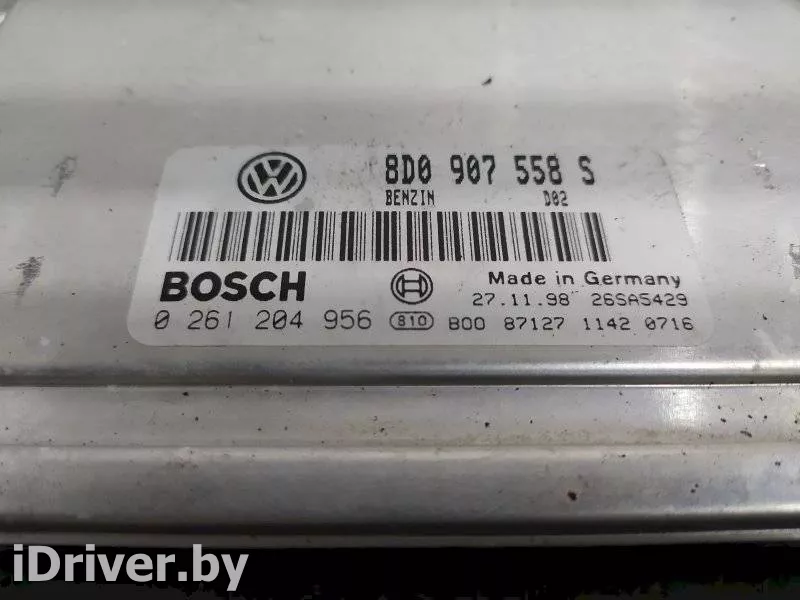 8D0 907 558 S
BENZIN D02
BOSCH Made in Germany
27.11.98 26SA5429
0 261 204 956 810 B00 87127 1142 0716
iDriver.by